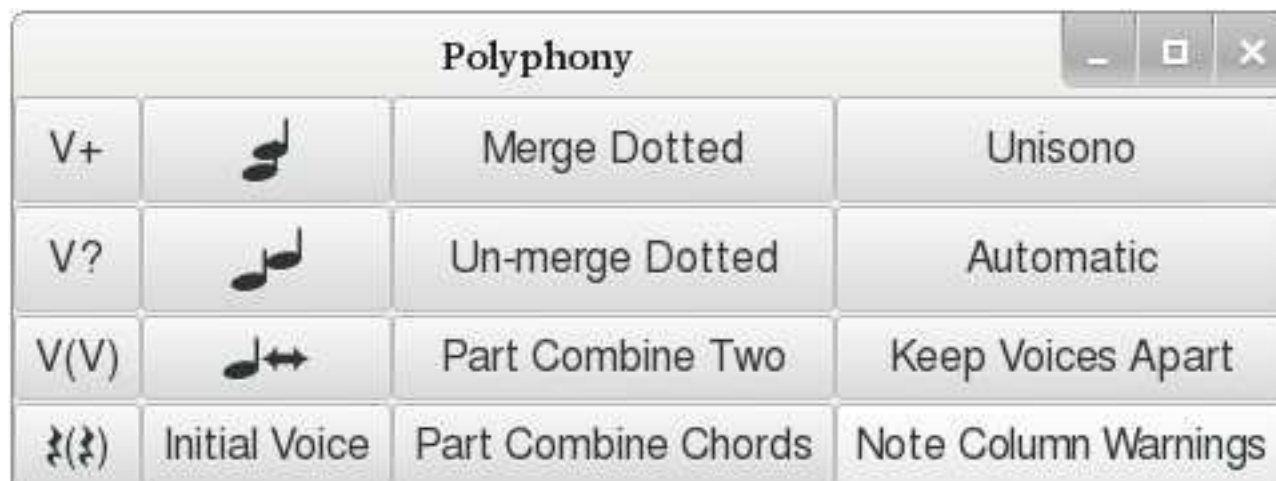 Polyphony
V+ Merge Dotted Unisono
V? Un-merge Dotted Automatic
V(V) Part Combine Two Keep Voices Apart
𝄽(𝄽) Initial Voice Part Combine Chords Note Column Warnings